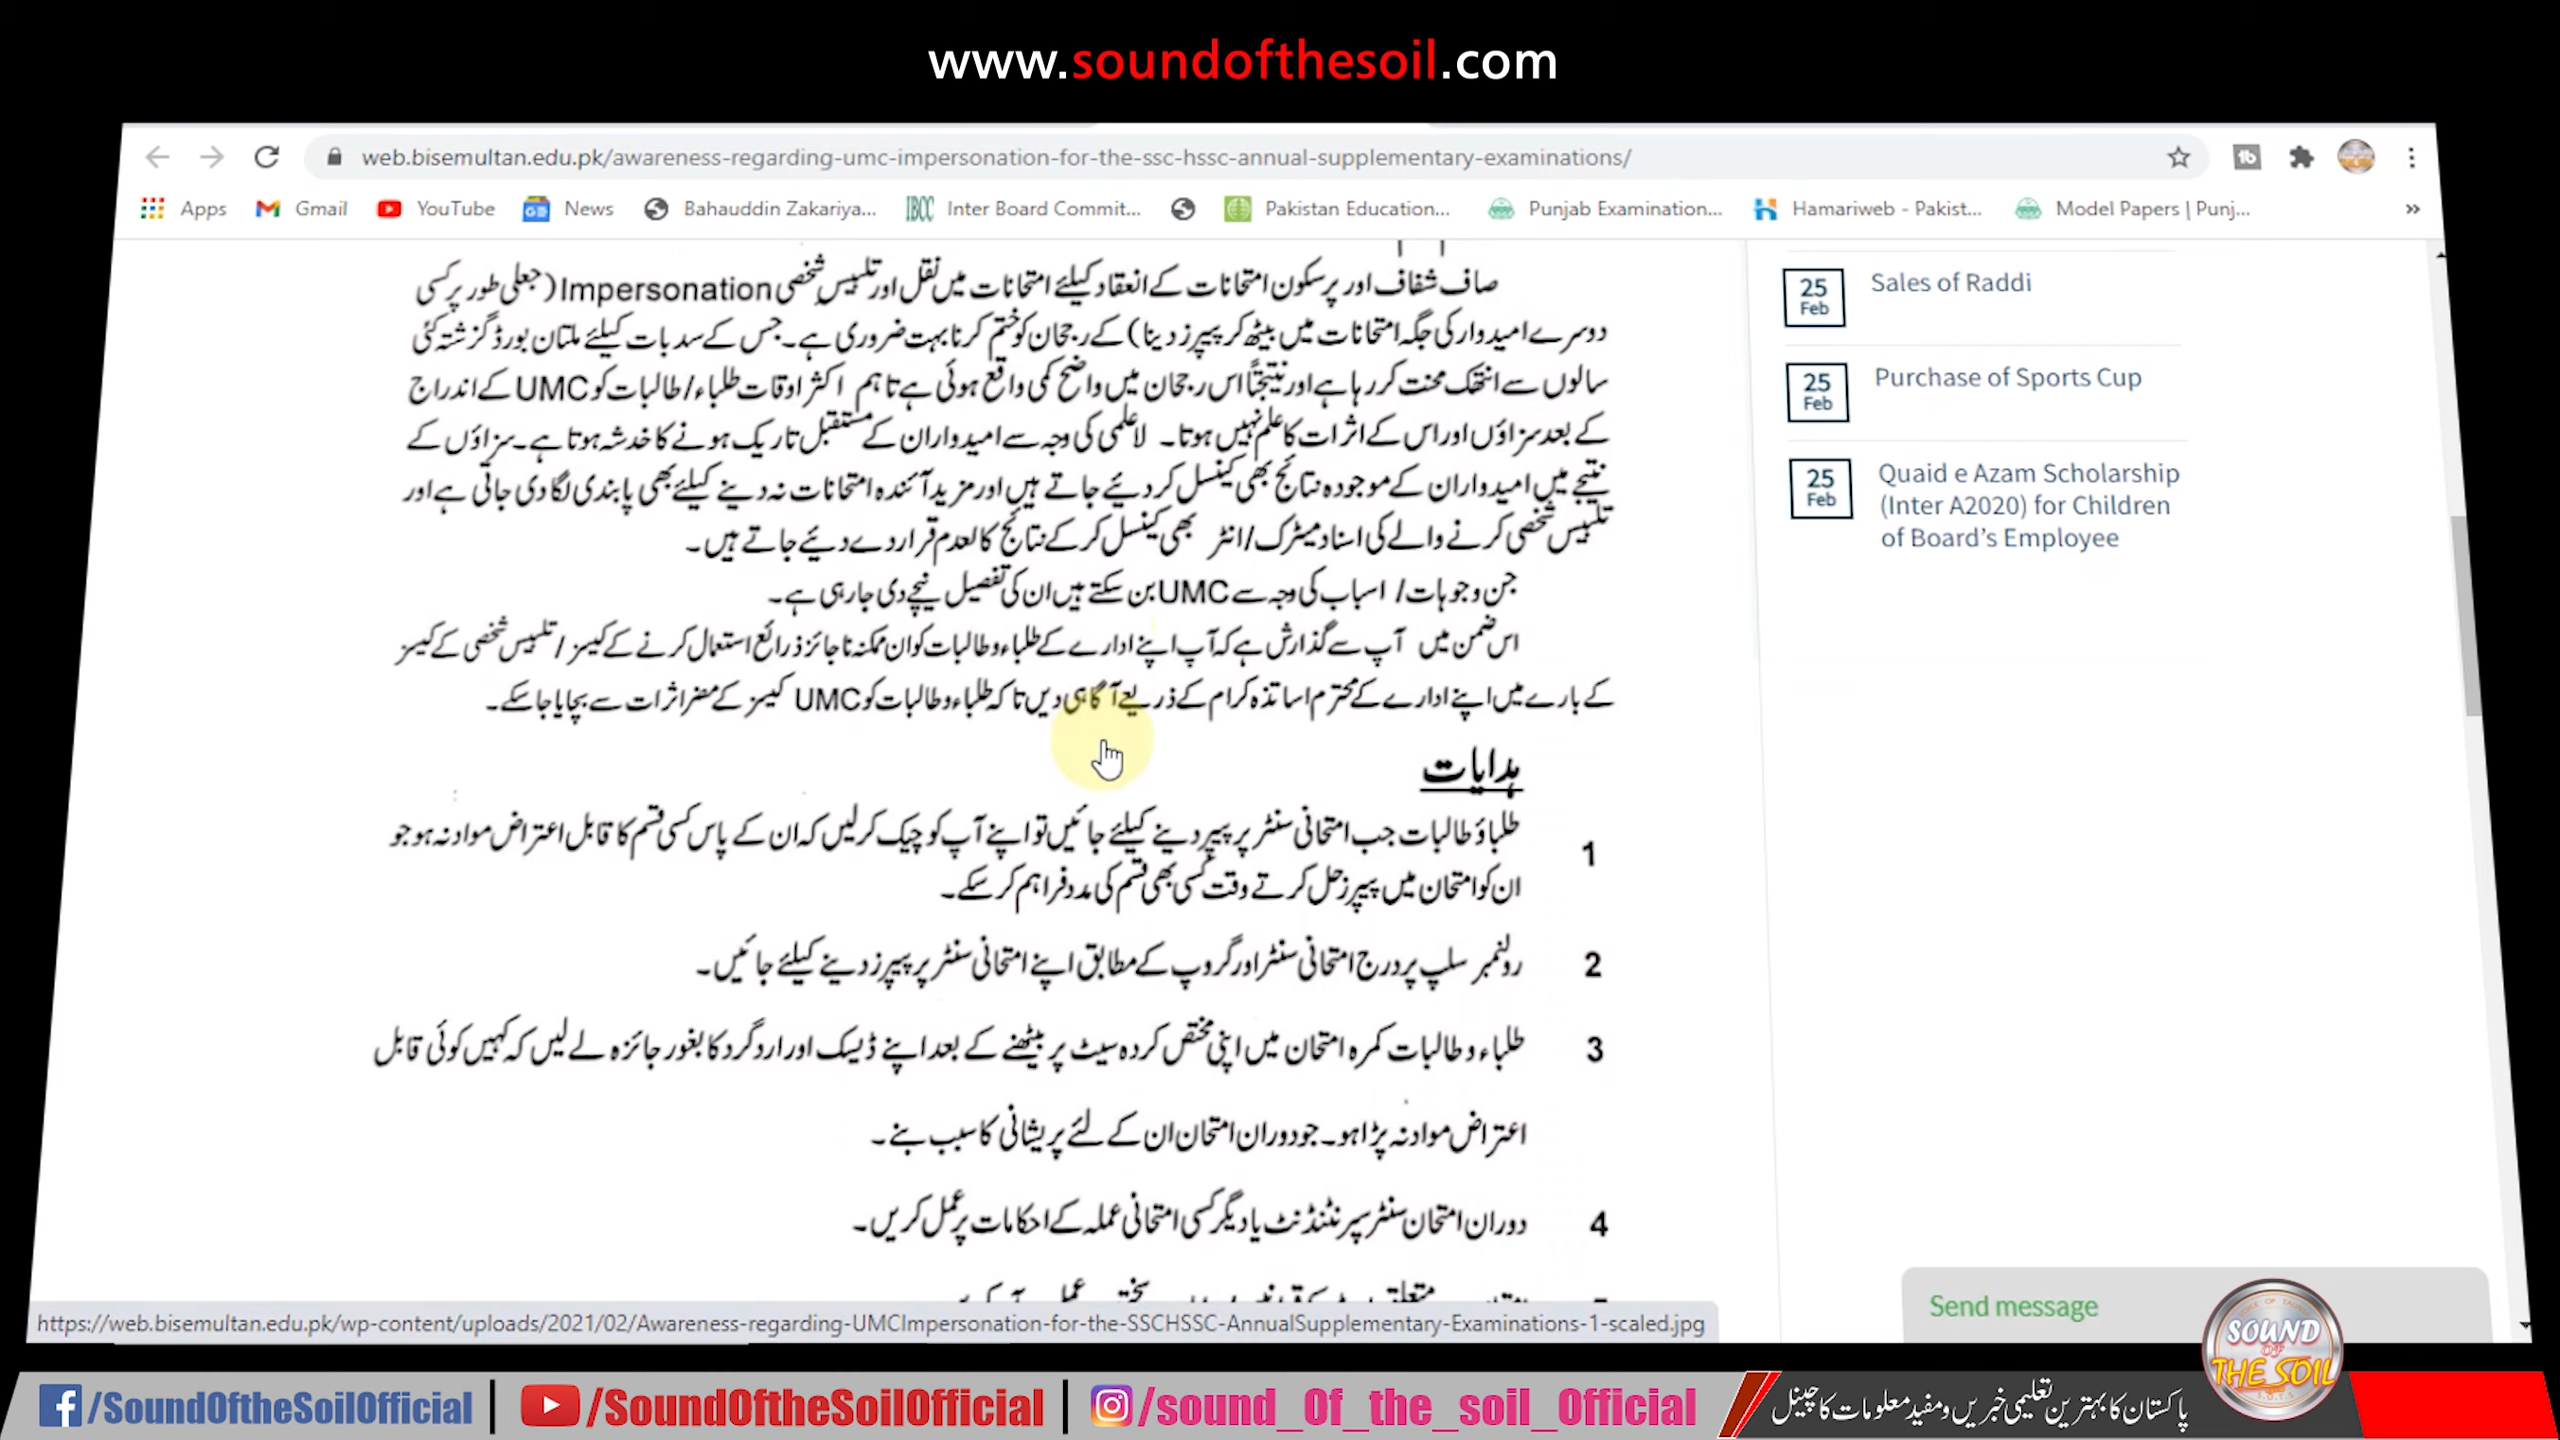 www.soundofthesoil.com
web.bisemultan.edu.pk/awareness-regarding-umc-impersonation-for-the-ssc-hssc-annual-supplementary-examinations/
Apps Gmail YouTube News Bahauddin Zakariya... IBCC Inter Board Commit... Pakistan Education... Punjab Examination... Hamariweb - Pakist... Model Papers | Punj... »
صاف شفاف اور پرسکون امتحانات کے انعقاد کیلئے امتحانات میں نقل اور تلبیسِ شخصی Impersonation (جعلی طور پر کسی
دوسرے امیدوار کی جگہ امتحانات میں بیٹھ کر پیپرز دینا) کے رجحان کو ختم کرنا بہت ضروری ہے۔ جس کے سدبات کیلئے ملتان بورڈ گزشتہ کئی
سالوں سے انتھک محنت کر رہا ہے اور نتیجتاً اس رجحان میں واضح کمی واقع ہوئی ہے تاہم اکثر اوقات طلباء/طالبات کو UMC کے اندراج
کے بعد سزاؤں اور اس کے اثرات کا علم نہیں ہوتا۔ لاعلمی کی وجہ سے امیدواران کے مستقبل تاریک ہونے کا خدشہ ہوتا ہے۔ سزاؤں کے
نتیجے میں امیدواران کے موجودہ نتائج بھی کینسل کر دئیے جاتے ہیں اور مزید آئندہ امتحانات نہ دینے کیلئے بھی پابندی لگا دی جاتی ہے اور
تلبیس شخصی کرنے والے کی اسناد میٹرک/انٹر بھی کینسل کر کے نتائج کالعدم قرار دے دئیے جاتے ہیں۔
جن وجوہات/ اسباب کی وجہ سے UMC بن سکتے ہیں ان کی تفصیل نیچے دی جا رہی ہے۔
اس ضمن میں آپ سے گذارش ہے کہ آپ اپنے ادارے کے طلباء و طالبات کو ان ممکنہ ناجائز ذرائع استعمال کرنے کے کیسز/تلبیس شخصی کے کیسز
کے بارے میں اپنے ادارے کے محترم اساتذہ کرام کے ذریعے آگاہی دیں تاکہ طلباء و طالبات کو UMC کیسز کے مضر اثرات سے بچایا جا سکے۔
ہدایات
1 طلباؤ طالبات جب امتحانی سنٹر پر پیپر دینے کیلئے جائیں تو اپنے آپ کو چیک کر لیں کہ ان کے پاس کسی قسم کا قابل اعتراض مواد نہ ہو جو
ان کو امتحان میں پیپرز حل کرتے وقت کسی بھی قسم کی مدد فراہم کر سکے۔
2 رولنمبر سلپ پر درج امتحانی سنٹر اور گروپ کے مطابق اپنے امتحانی سنٹر پر پیپرز دینے کیلئے جائیں۔
3 طلباء و طالبات کمرہ امتحان میں اپنی مختص کردہ سیٹ پر بیٹھنے کے بعد اپنے ڈیسک اور ارد گرد کا بغور جائزہ لے لیں کہ کہیں کوئی قابل
اعتراض مواد نہ پڑا ہو۔ جو دوران امتحان ان کے لئے پریشانی کا سبب بنے۔
4 دوران امتحان سنٹر سپرنٹنڈنٹ یا دیگر کسی امتحانی عملہ کے احکامات پر عمل کریں۔
25 Feb Sales of Raddi
25 Feb Purchase of Sports Cup
25 Feb Quaid e Azam Scholarship
(Inter A2020) for Children
of Board's Employee
Send message
https://web.bisemultan.edu.pk/wp-content/uploads/2021/02/Awareness-regarding-UMCImpersonation-for-the-SSCHSSC-AnnualSupplementary-Examinations-1-scaled.jpg
SOUND
OF
THE SOIL
/SoundOftheSoilOfficial | /SoundOftheSoilOfficial | /sound_Of_the_soil_Official
پاکستان کا بہترین تعلیمی خبریں و مفید معلومات کا چینل